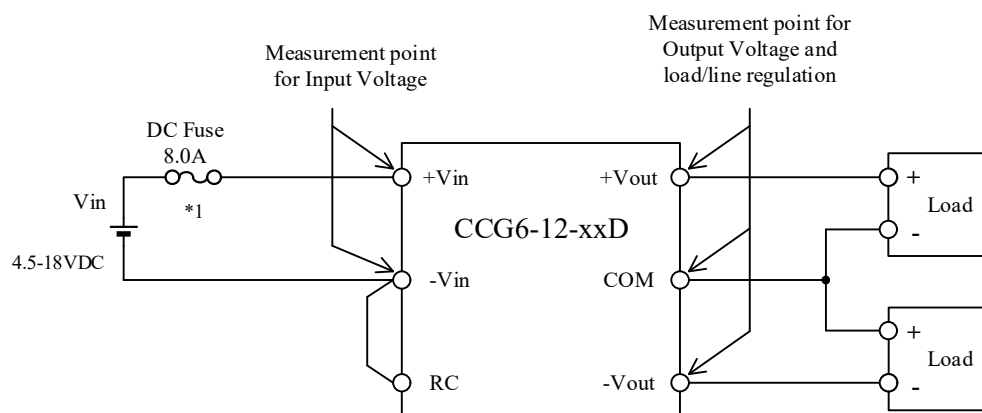 Measurement point
for Input Voltage
Measurement point for
Output Voltage and
load/line regulation
DC Fuse
8.0A
*1
Vin
4.5-18VDC
+Vin
-Vin
RC
CCG6-12-xxD
+Vout
COM
-Vout
+
Load
-
+
Load
-